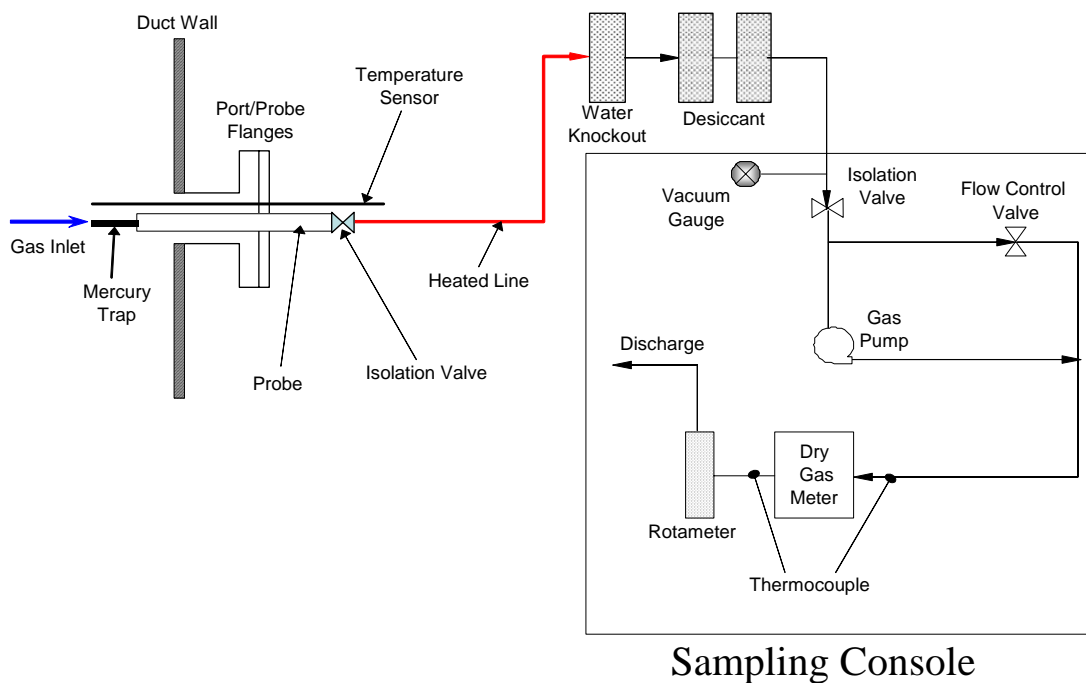 Duct Wall
Temperature
Sensor
Port/Probe
Flanges
Water
Knockout
Desiccant
Gas Inlet
Mercury
Trap
Probe
Isolation Valve
Heated Line
Vacuum
Gauge
Isolation
Valve
Flow Control
Valve
Gas
Pump
Discharge
Dry
Gas
Meter
Rotameter
Thermocouple
Sampling Console